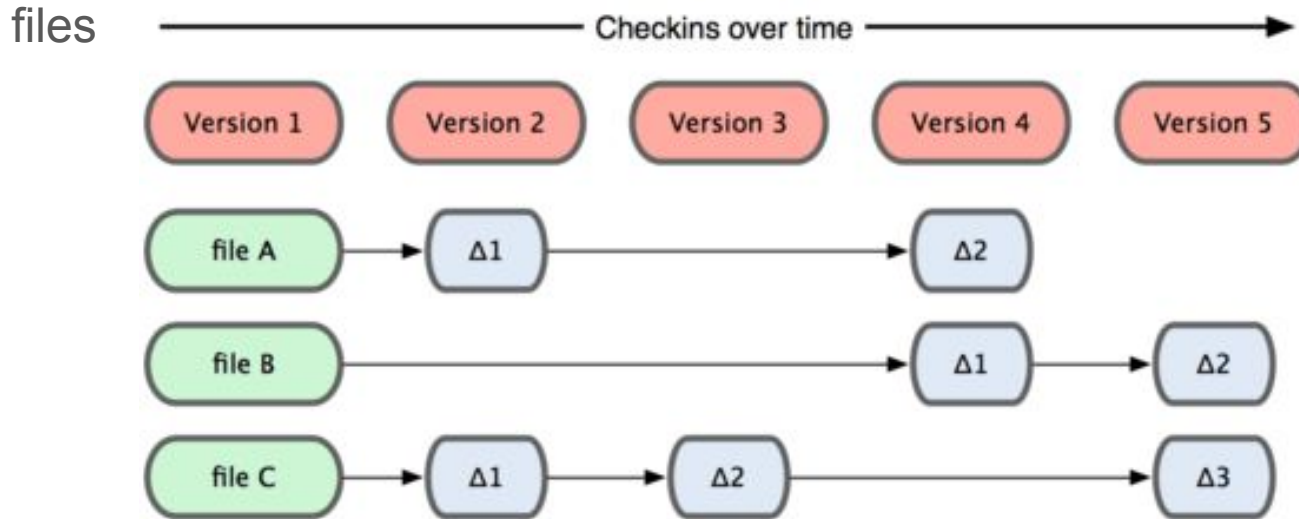 files
Checkins over time
Version 1 Version 2 Version 3 Version 4 Version 5
file A Δ1 Δ2
file B Δ1 Δ2
file C Δ1 Δ2 Δ3